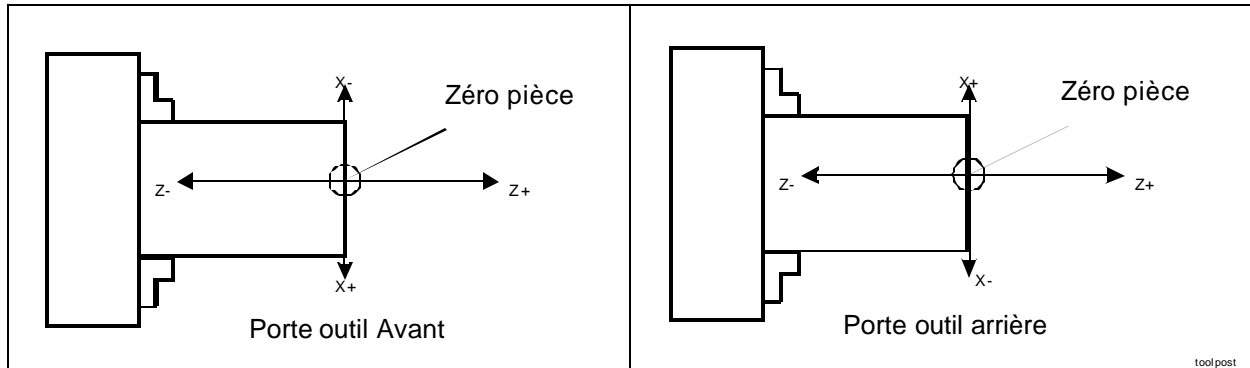 X-
Zéro pièce
Z-
Z+
X+
Porte outil Avant
X+
Zéro pièce
Z-
Z+
X-
Porte outil arrière
toolpost